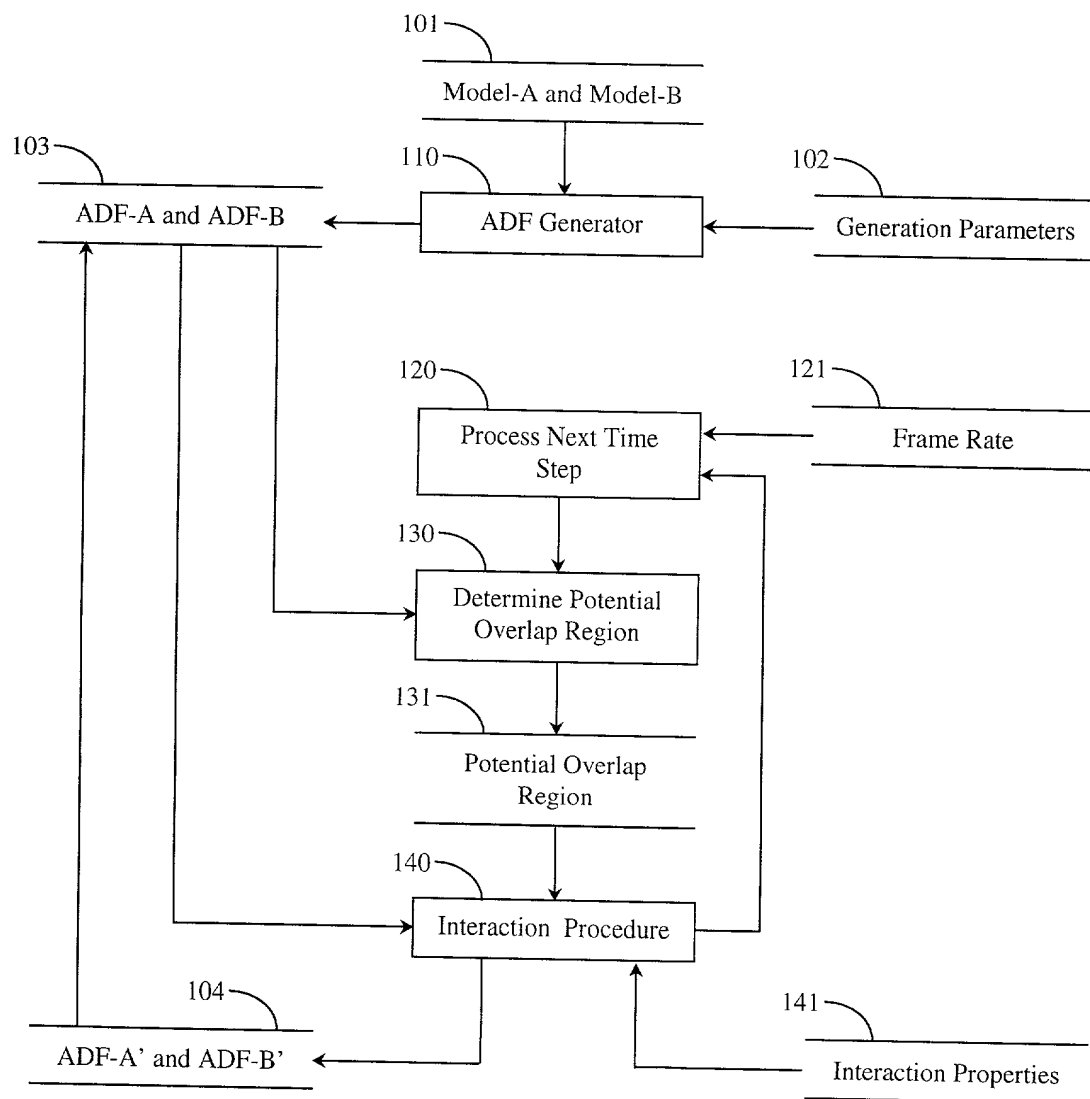 101
Model-A and Model-B
103
110
102
ADF-A and ADF-B
ADF Generator
Generation Parameters
120
121
Process Next Time
Step
Frame Rate
130
Determine Potential
Overlap Region
131
Potential Overlap
Region
140
Interaction Procedure
104
141
ADF-A' and ADF-B'
Interaction Properties